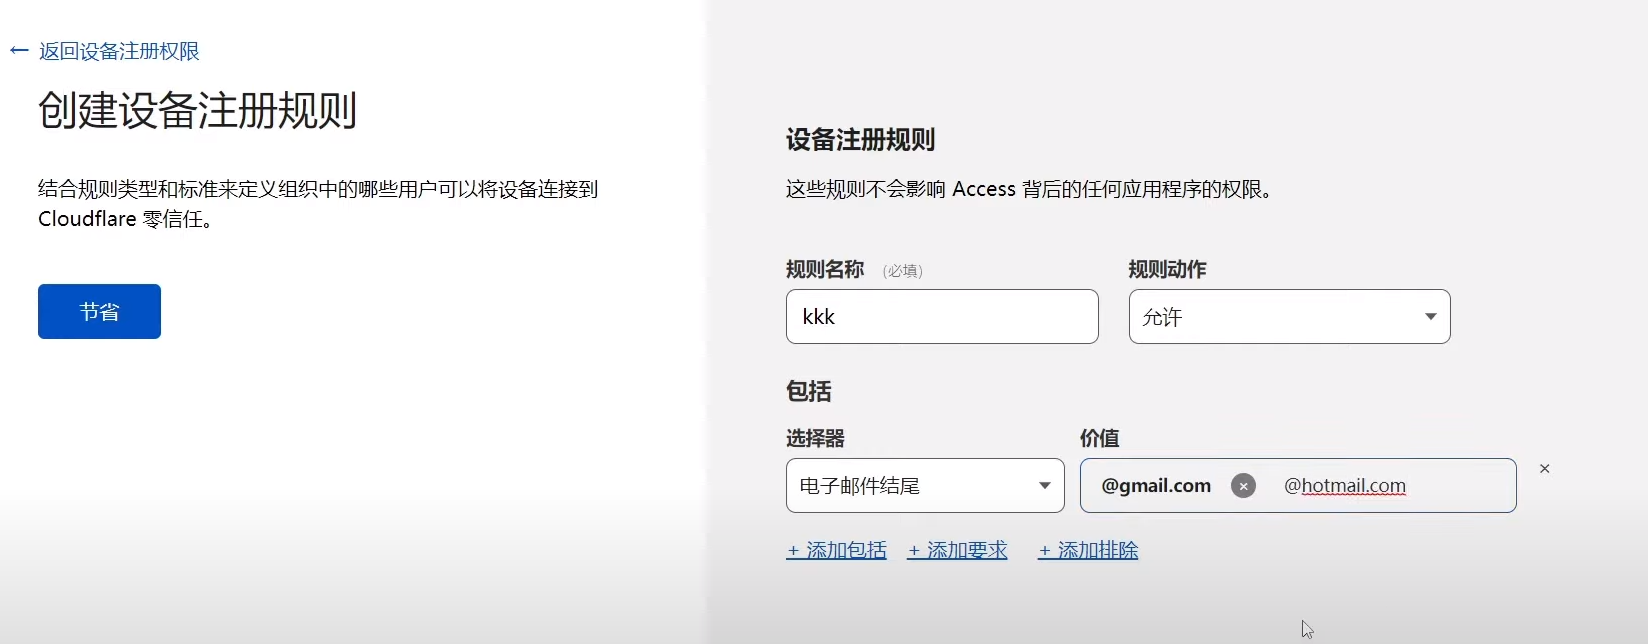 ← 返回设备注册权限
创建设备注册规则
结合规则类型和标准来定义组织中的哪些用户可以将设备连接到
Cloudflare 零信任。
节省
设备注册规则
这些规则不会影响 Access 背后的任何应用程序的权限。
规则名称 (必填) 规则动作
kkk 允许
包括
选择器 价值
电子邮件结尾 @gmail.com × @hotmail.com ×
+ 添加包括 + 添加要求 + 添加排除